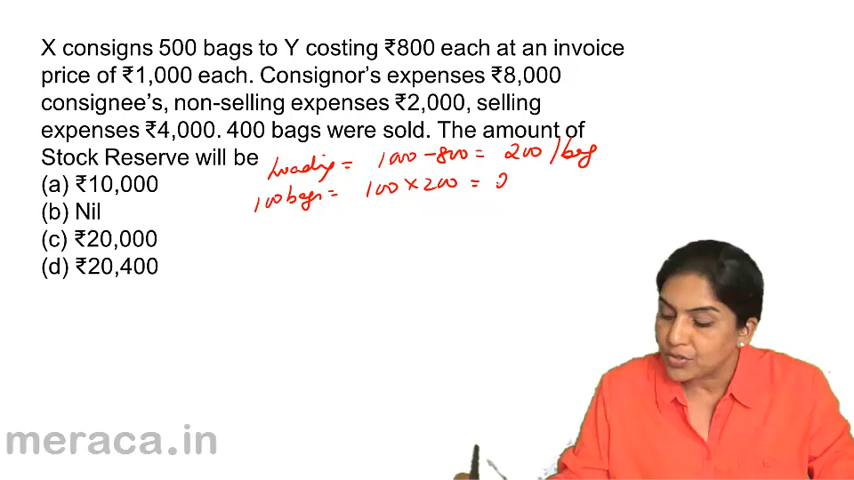 X consigns 500 bags to Y costing ₹800 each at an invoice
price of ₹1,000 each. Consignor's expenses ₹8,000
consignee's, non-selling expenses ₹2,000, selling
expenses ₹4,000. 400 bags were sold. The amount of
Stock Reserve will be
Loading = 1000 - 800 = 200 /bag
(a) ₹10,000
100 bags = 100 × 200 = 2
(b) Nil
(c) ₹20,000
(d) ₹20,400
meraca.in